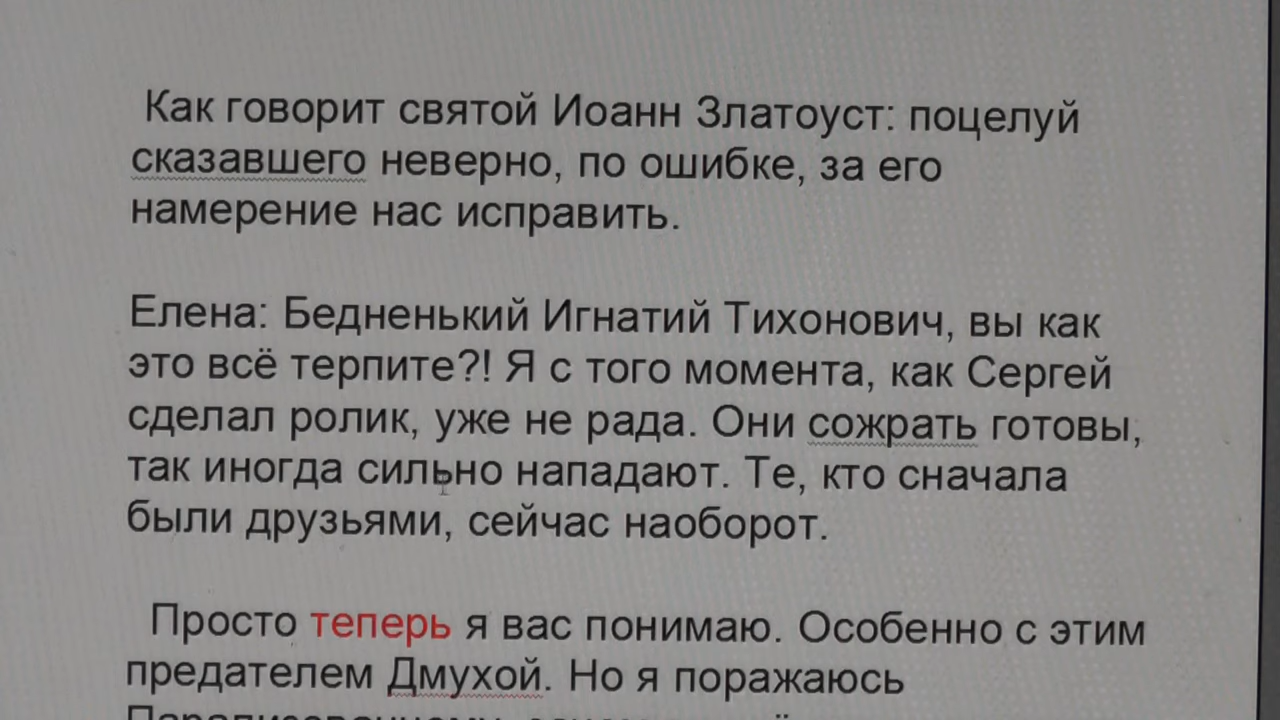 Как говорит святой Иоанн Златоуст: поцелуй
сказавшего неверно, по ошибке, за его
намерение нас исправить.
Елена: Бедненький Игнатий Тихонович, вы как
это всё терпите?! Я с того момента, как Сергей
сделал ролик, уже не рада. Они сожрать готовы,
так иногда сильно нападают. Те, кто сначала
были друзьями, сейчас наоборот.
Просто теперь я вас понимаю. Особенно с этим
предателем Дмухой. Но я поражаюсь